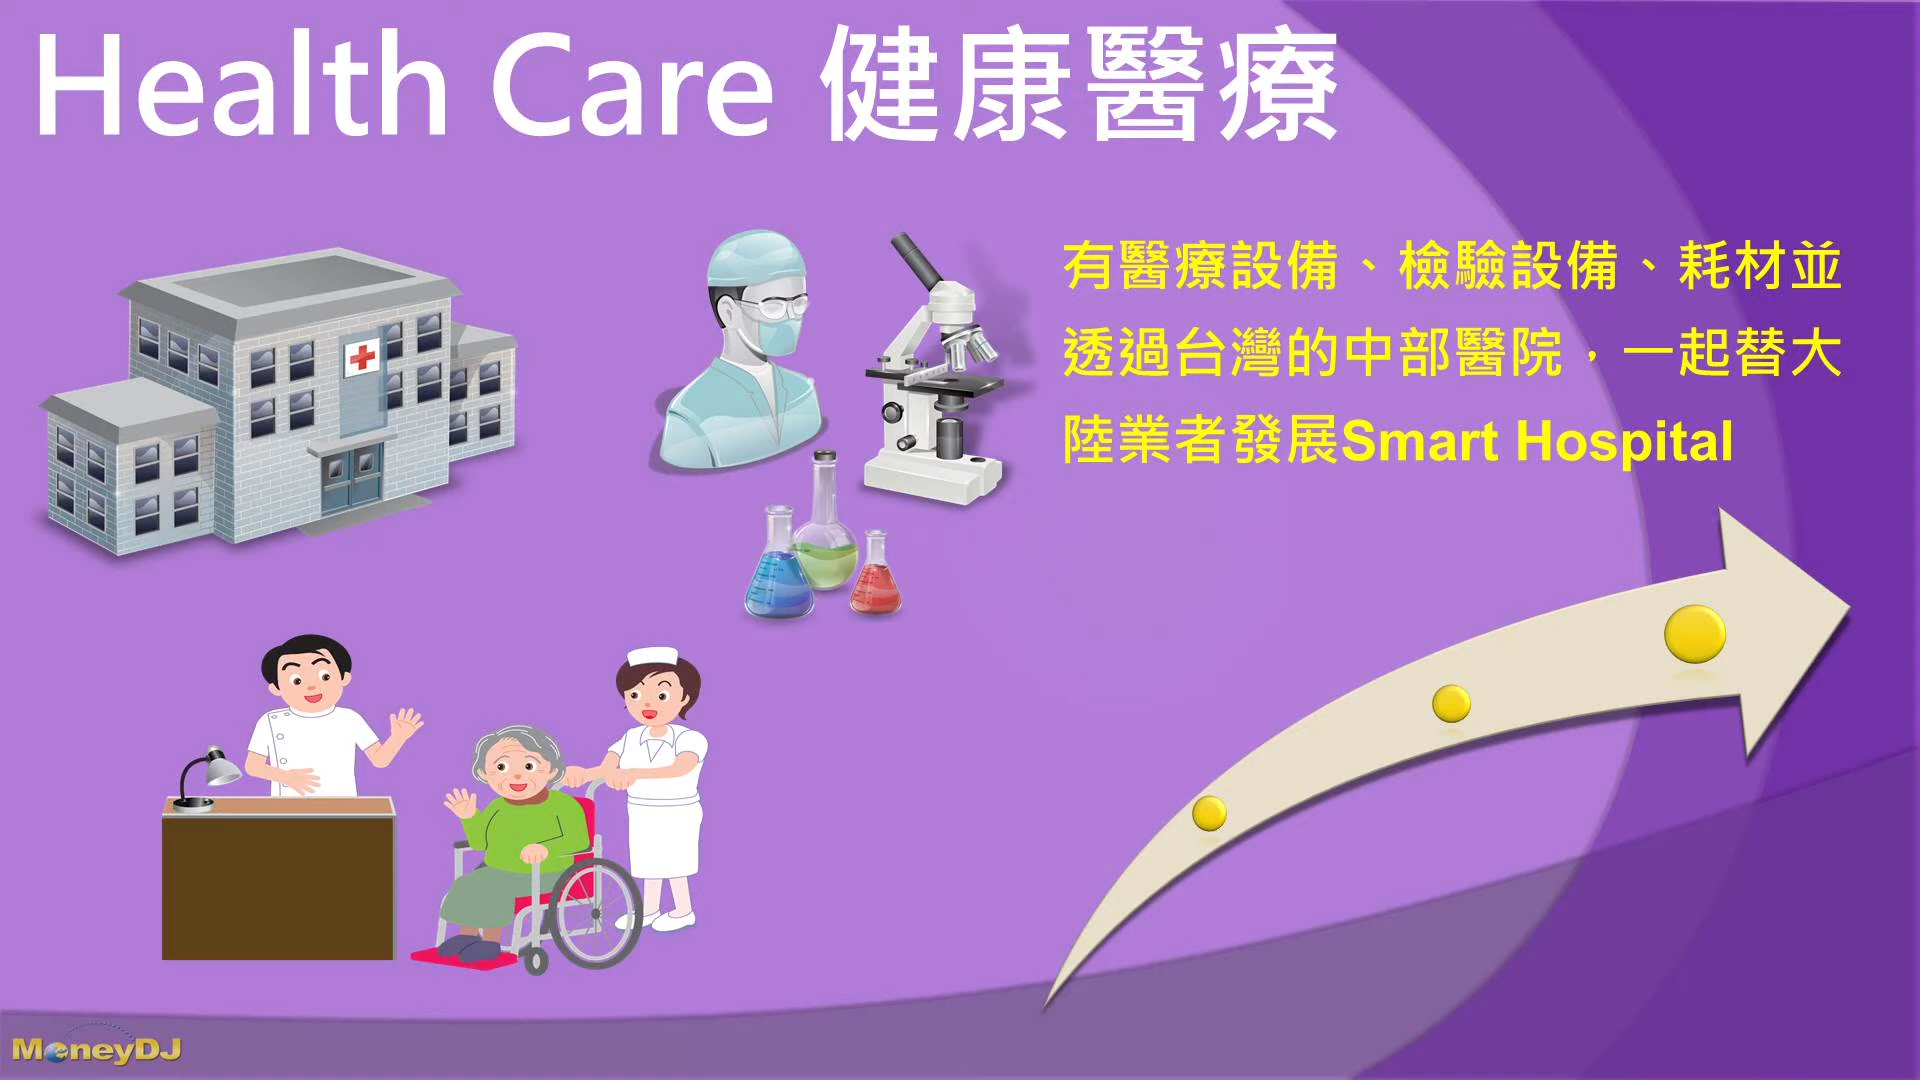 Health Care 健康醫療
有醫療設備、檢驗設備、耗材並
透過台灣的中部醫院，一起替大
陸業者發展Smart Hospital
MoneyDJ